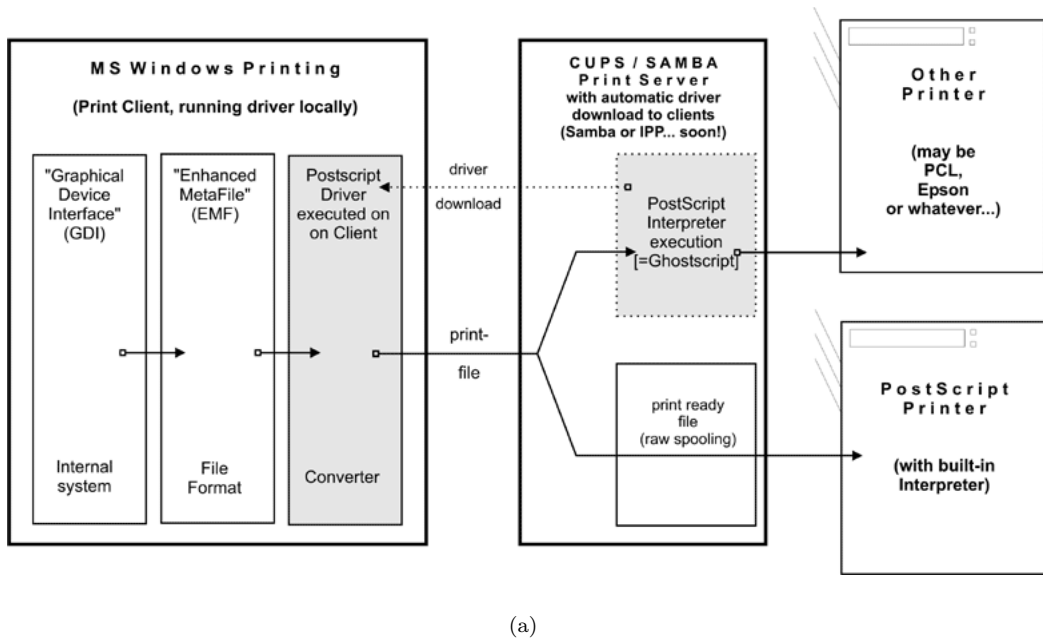 MS Windows Printing
(Print Client, running driver locally)
"Graphical
Device
Interface"
(GDI)
Internal
system
"Enhanced
MetaFile"
(EMF)
File
Format
Postscript
Driver
executed on
on Client
Converter
driver
download
print-
file
CUPS / SAMBA
Print Server
with automatic driver
download to clients
(Samba or IPP... soon!)
PostScript
Interpreter
execution
[=Ghostscript]
print ready
file
(raw spooling)
Other
Printer
(may be
PCL,
Epson
or whatever...)
PostScript
Printer
(with built-in
Interpreter)
(a)